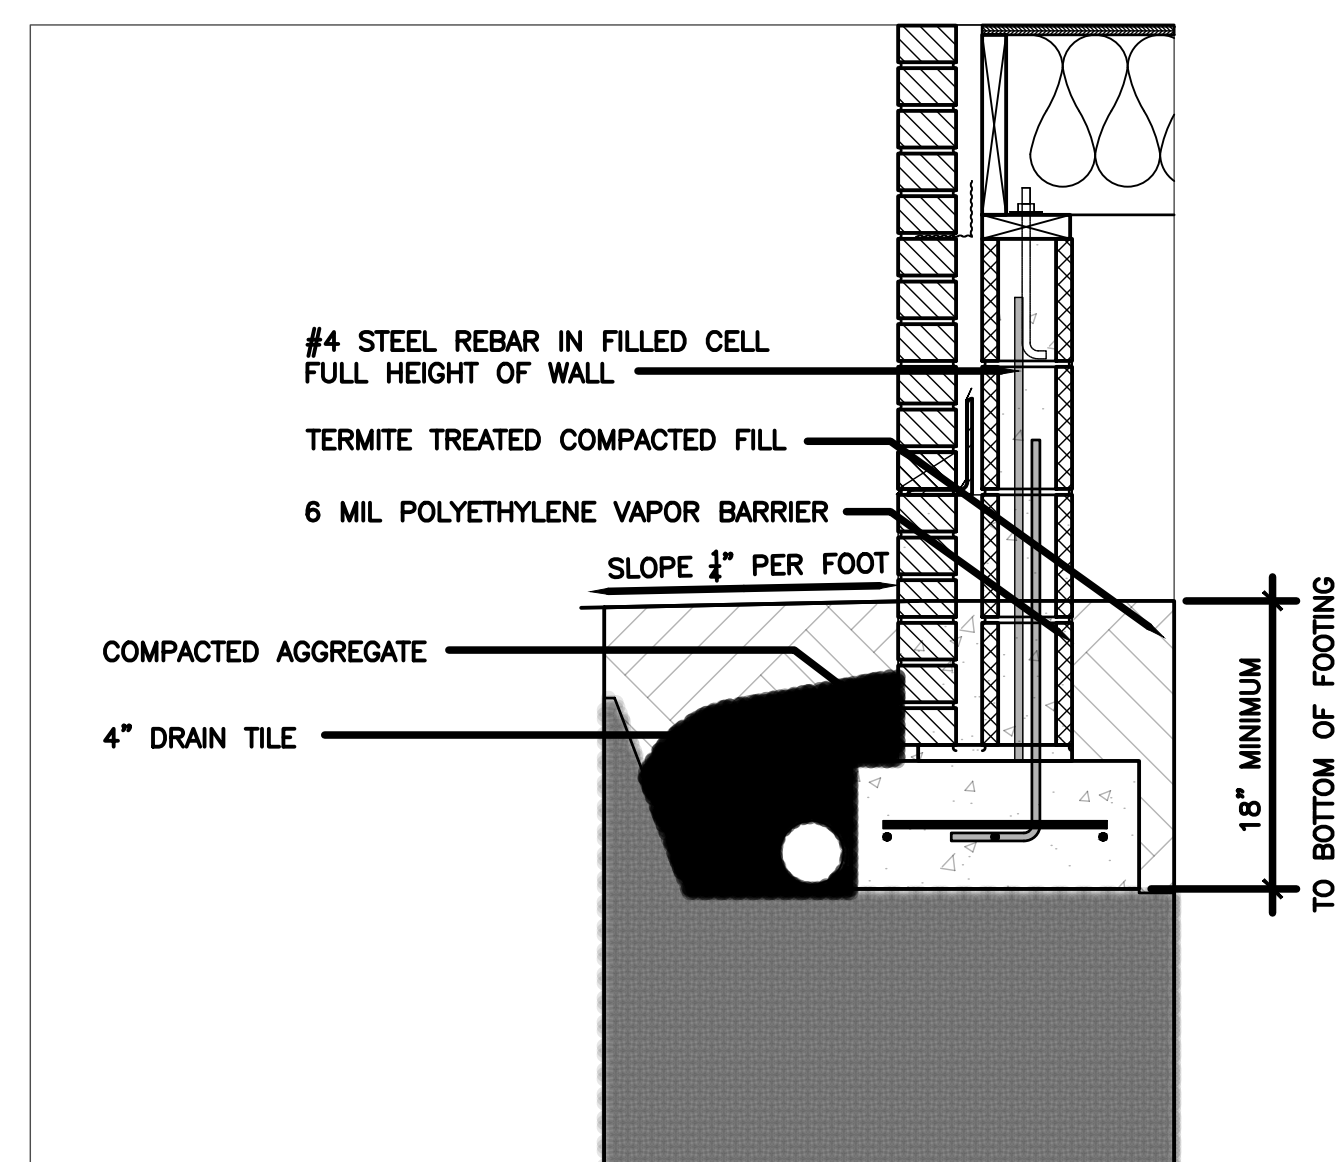 #4 STEEL REBAR IN FILLED CELL
FULL HEIGHT OF WALL
TERMITE TREATED COMPACTED FILL
6 MIL POLYETHYLENE VAPOR BARRIER
SLOPE ¼" PER FOOT
COMPACTED AGGREGATE
4" DRAIN TILE
18" MINIMUM
TO BOTTOM OF FOOTING